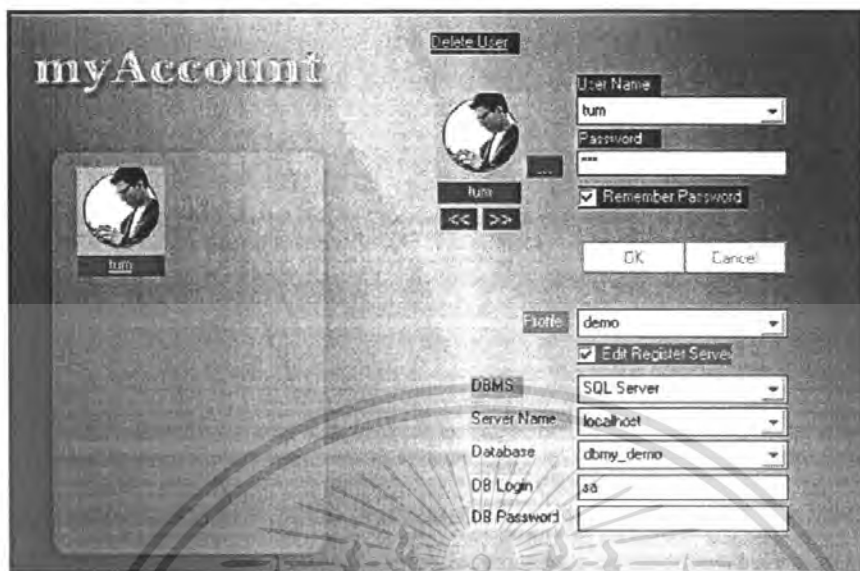 myAccount
Delete User
tum
...
tum
<< >>
User Name
tum
Password
***
Remember Password
OK Cancel
Profile demo
Edit Register Server
DBMS SQL Server
Server Name localhost
Database dbmy_demo
DB Login sa
DB Password